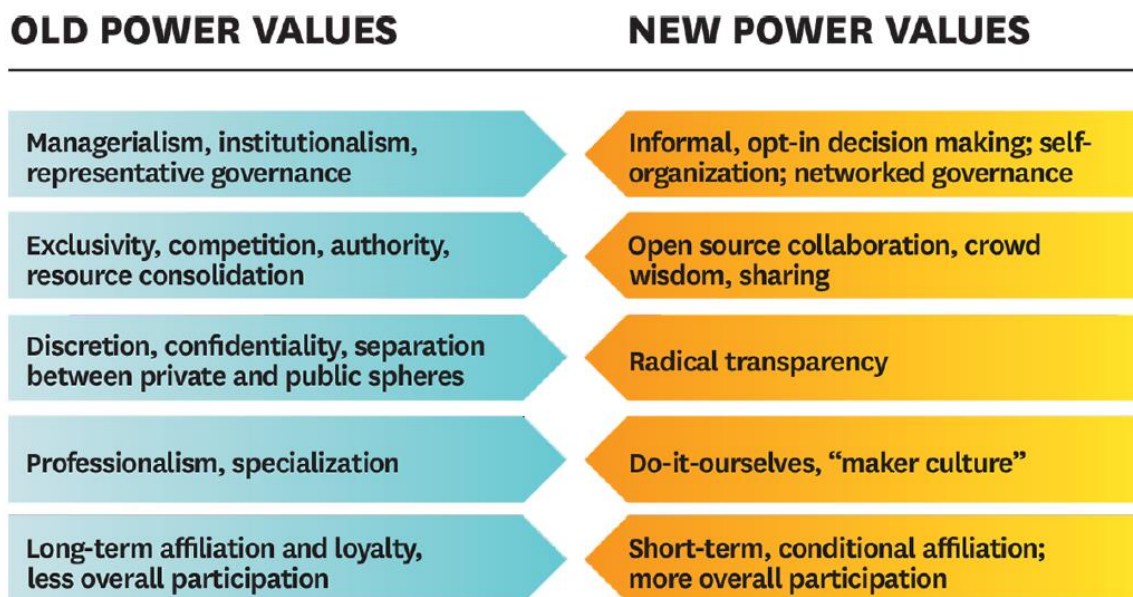 OLD POWER VALUES
NEW POWER VALUES
Managerialism, institutionalism,
representative governance
Informal, opt-in decision making; self-
organization; networked governance
Exclusivity, competition, authority,
resource consolidation
Open source collaboration, crowd
wisdom, sharing
Discretion, confidentiality, separation
between private and public spheres
Radical transparency
Professionalism, specialization
Do-it-ourselves, “maker culture”
Long-term affiliation and loyalty,
less overall participation
Short-term, conditional affiliation;
more overall participation